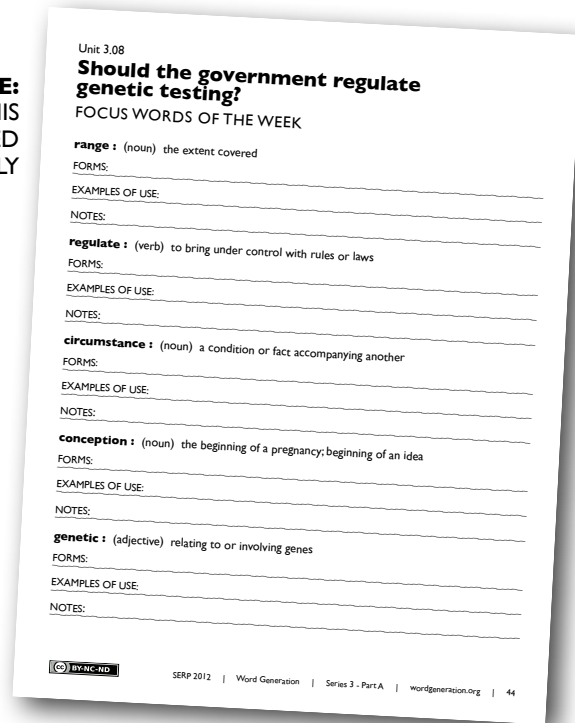 E:
IS
ED
LY
Unit 3.08
Should the government regulate
genetic testing?
FOCUS WORDS OF THE WEEK
range : (noun) the extent covered
FORMS:
EXAMPLES OF USE:
NOTES:
regulate : (verb) to bring under control with rules or laws
FORMS:
EXAMPLES OF USE:
NOTES:
circumstance : (noun) a condition or fact accompanying another
FORMS:
EXAMPLES OF USE:
NOTES:
conception : (noun) the beginning of a pregnancy; beginning of an idea
FORMS:
EXAMPLES OF USE:
NOTES:
genetic : (adjective) relating to or involving genes
FORMS:
EXAMPLES OF USE:
NOTES:
cc BY-NC-ND
SERP 2012 | Word Generation | Series 3 - Part A | wordgeneration.org | 44